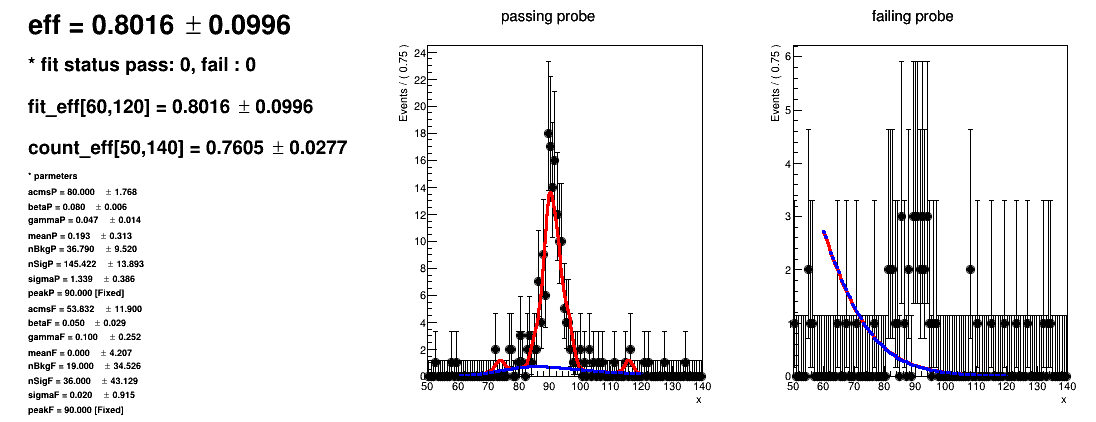 eff = 0.8016 ± 0.0996
* fit status pass: 0, fail : 0
fit_eff[60,120] = 0.8016 ± 0.0996
count_eff[50,140] = 0.7605 ± 0.0277
* parmeters
acmsP = 80.000 ± 1.768
betaP = 0.080 ± 0.006
gammaP = 0.047 ± 0.014
meanP = 0.193 ± 0.313
nBkgP = 36.790 ± 9.520
nSigP = 145.422 ± 13.893
sigmaP = 1.339 ± 0.386
peakP = 90.000 [Fixed]
acmsF = 53.832 ± 11.900
betaF = 0.050 ± 0.029
gammaF = 0.100 ± 0.252
meanF = 0.000 ± 4.207
nBkgF = 19.000 ± 34.526
nSigF = 36.000 ± 43.129
sigmaF = 0.020 ± 0.915
peakF = 90.000 [Fixed]
passing probe
Events / ( 0.75 )
24
22
20
18
16
14
12
10
8
6
4
2
0
50 60 70 80 90 100 110 120 130 140
x
failing probe
Events / ( 0.75 )
6
5
4
3
2
1
0
50 60 70 80 90 100 110 120 130 140
x